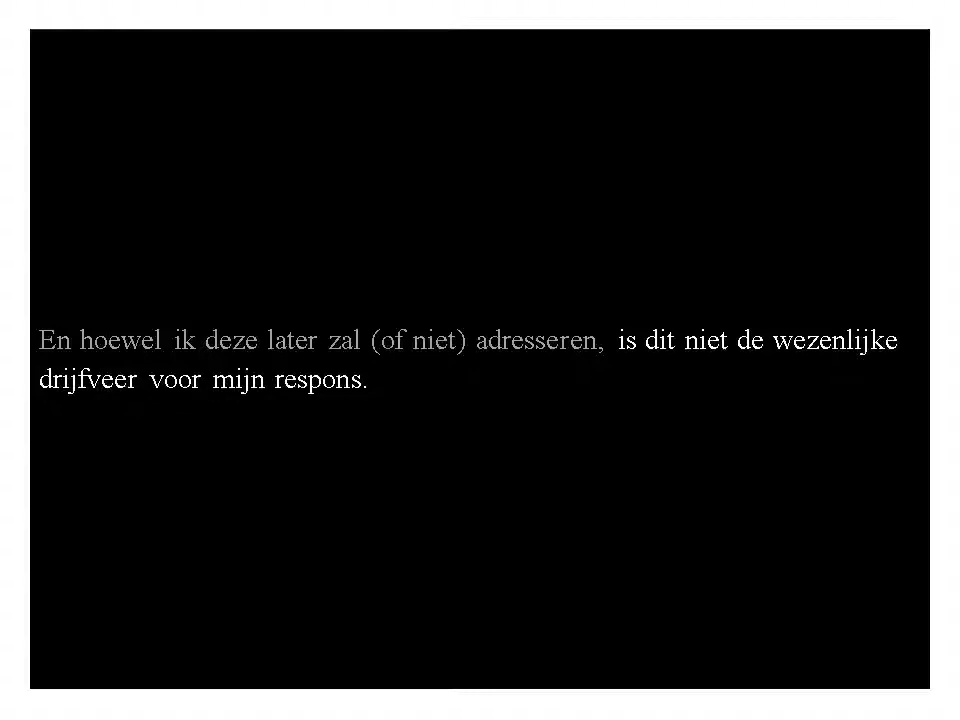 En hoewel ik deze later zal (of niet) adresseren, is dit niet de wezenlijke
drijfveer voor mijn respons.